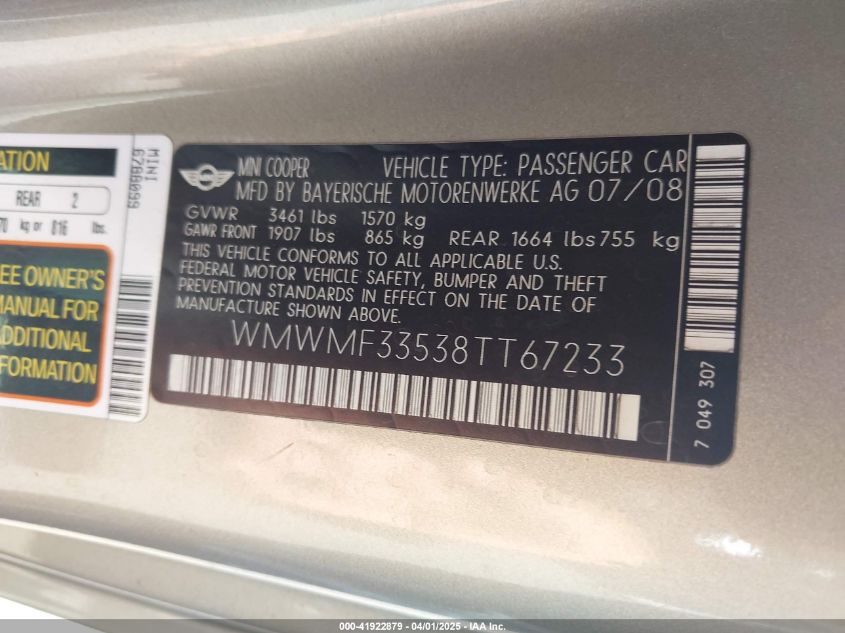 ATION
REAR 2
70 kg or 816 lbs.
EE OWNER'S
MANUAL FOR
ADDITIONAL
FORMATION
MINI
6788099
MINI COOPER VEHICLE TYPE: PASSENGER CAR
MFD BY BAYERISCHE MOTORENWERKE AG 07/08
GVWR 3461 lbs 1570 kg
GAWR FRONT 1907 lbs 865 kg REAR 1664 lbs 755 kg
THIS VEHICLE CONFORMS TO ALL APPLICABLE U.S.
FEDERAL MOTOR VEHICLE SAFETY, BUMPER AND THEFT
PREVENTION STANDARDS IN EFFECT ON THE DATE OF
MANUFACTURE SHOWN ABOVE.
WMWMF33538TT67233
7 049 307
000-41922879 04/01/2025 - IAA Inc.